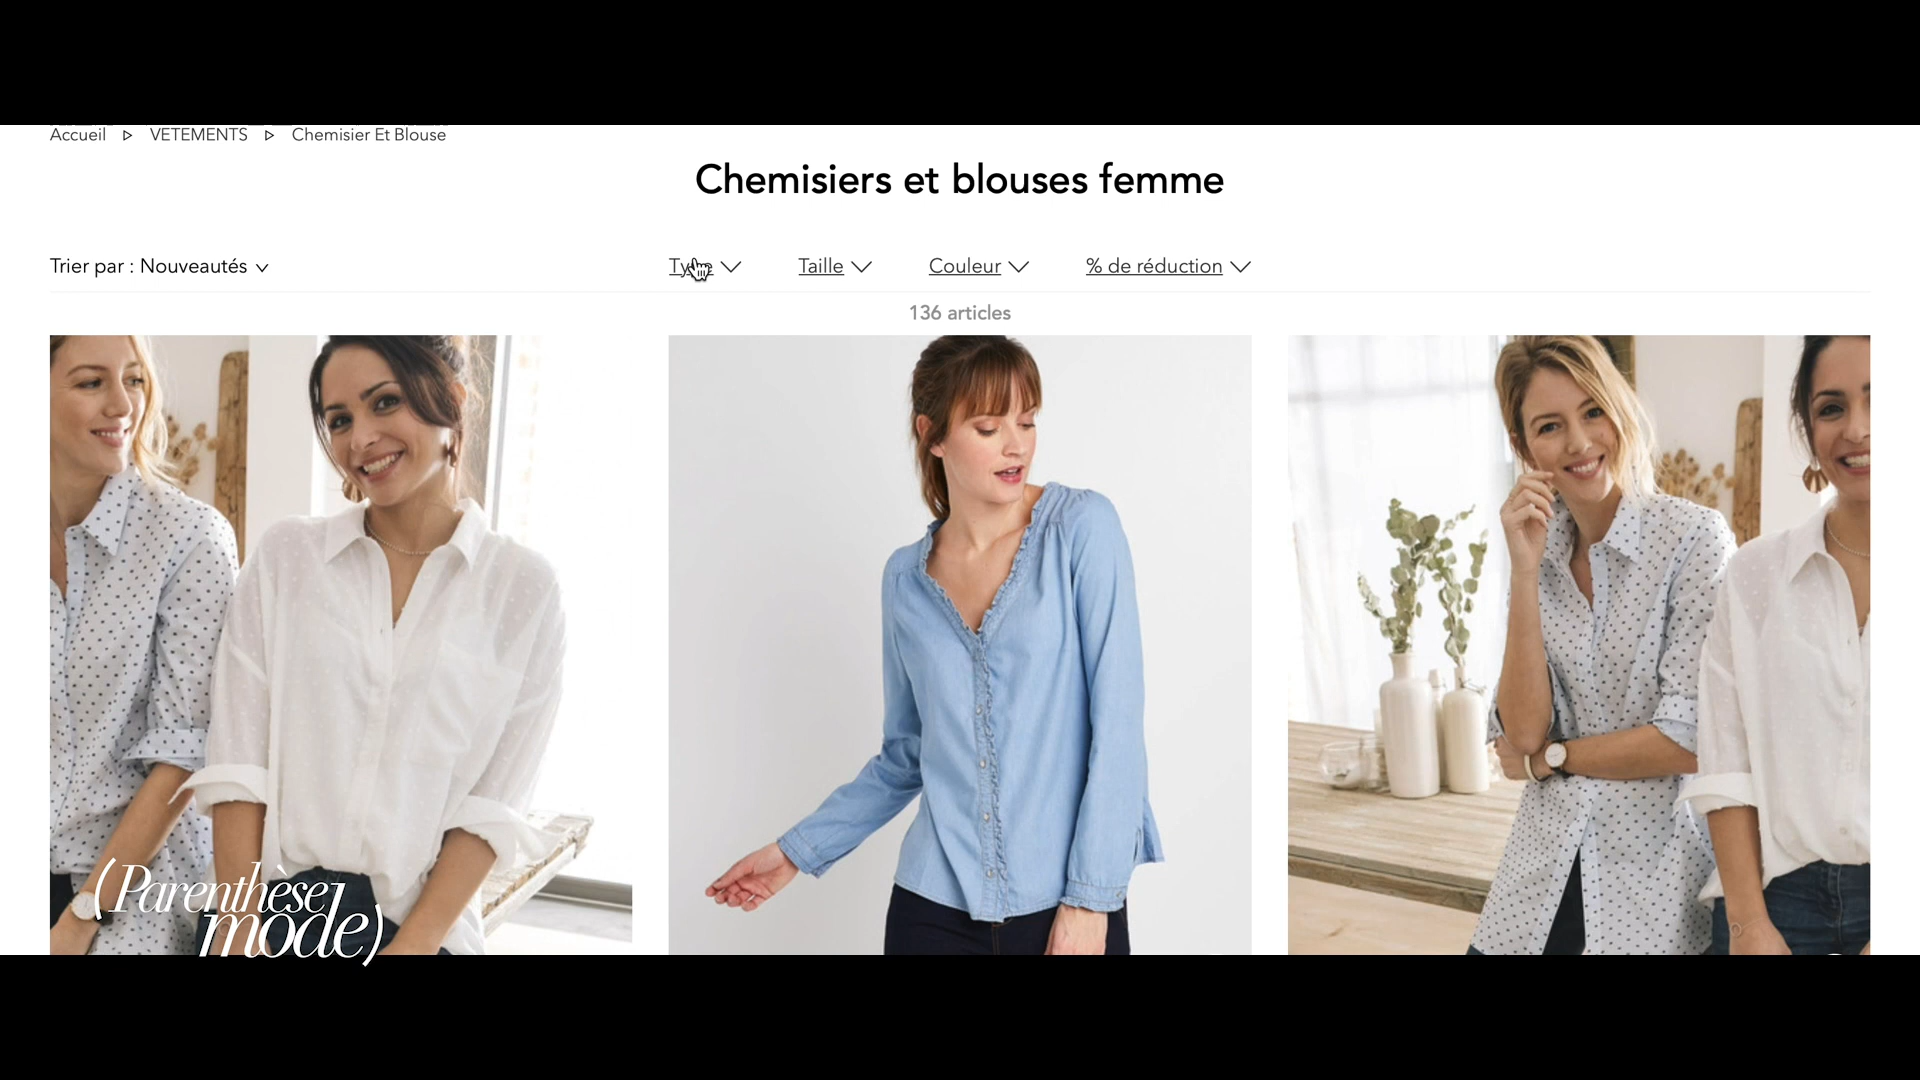 Accueil ▷ VETEMENTS ▷ Chemisier Et Blouse
Chemisiers et blouses femme
Trier par : Nouveautés
Type
Taille
Couleur
% de réduction
136 articles
(Parenthèse
mode)